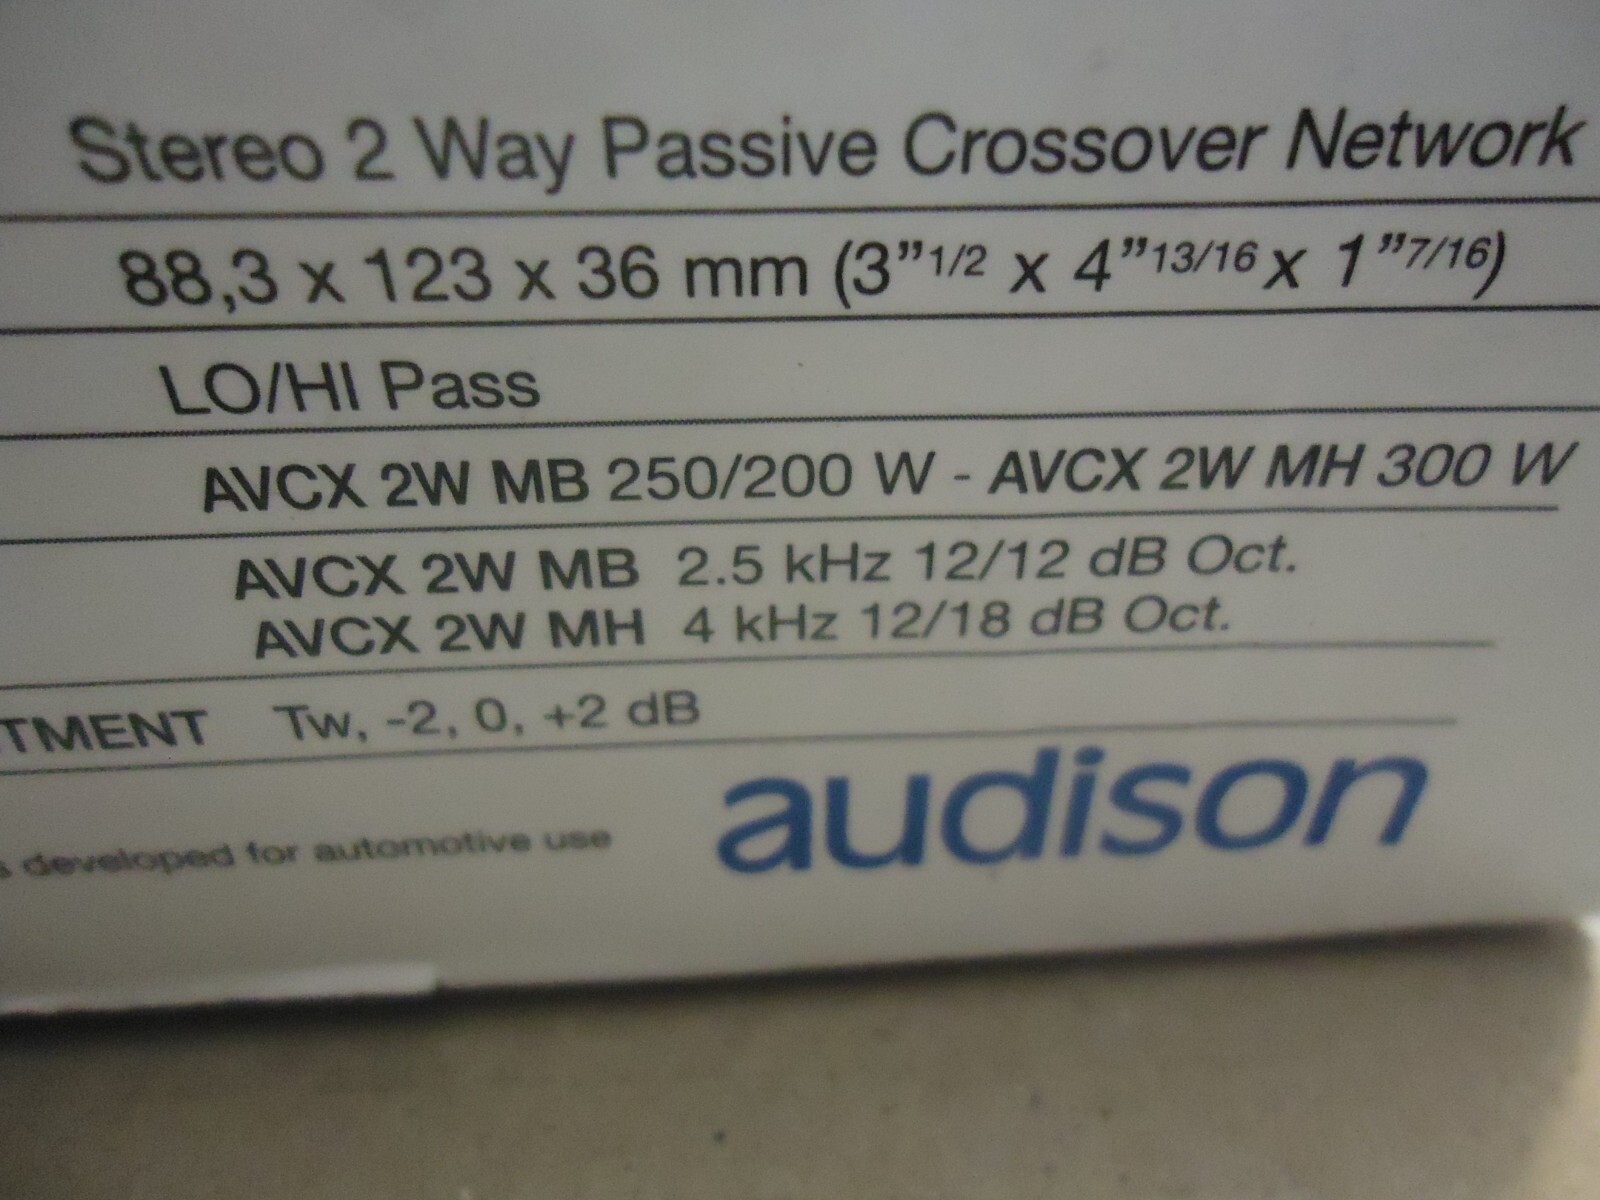 Stereo 2 Way Passive Crossover Network
88,3 x 123 x 36 mm (3”1/2 x 4”13/16 x 1”7/16)
LO/HI Pass
AVCX 2W MB 250/200 W - AVCX 2W MH 300 W
AVCX 2W MB 2.5 kHz 12/12 dB Oct.
AVCX 2W MH 4 kHz 12/18 dB Oct.
TMENT Tw, -2, 0, +2 dB
s developed for automotive use
audison